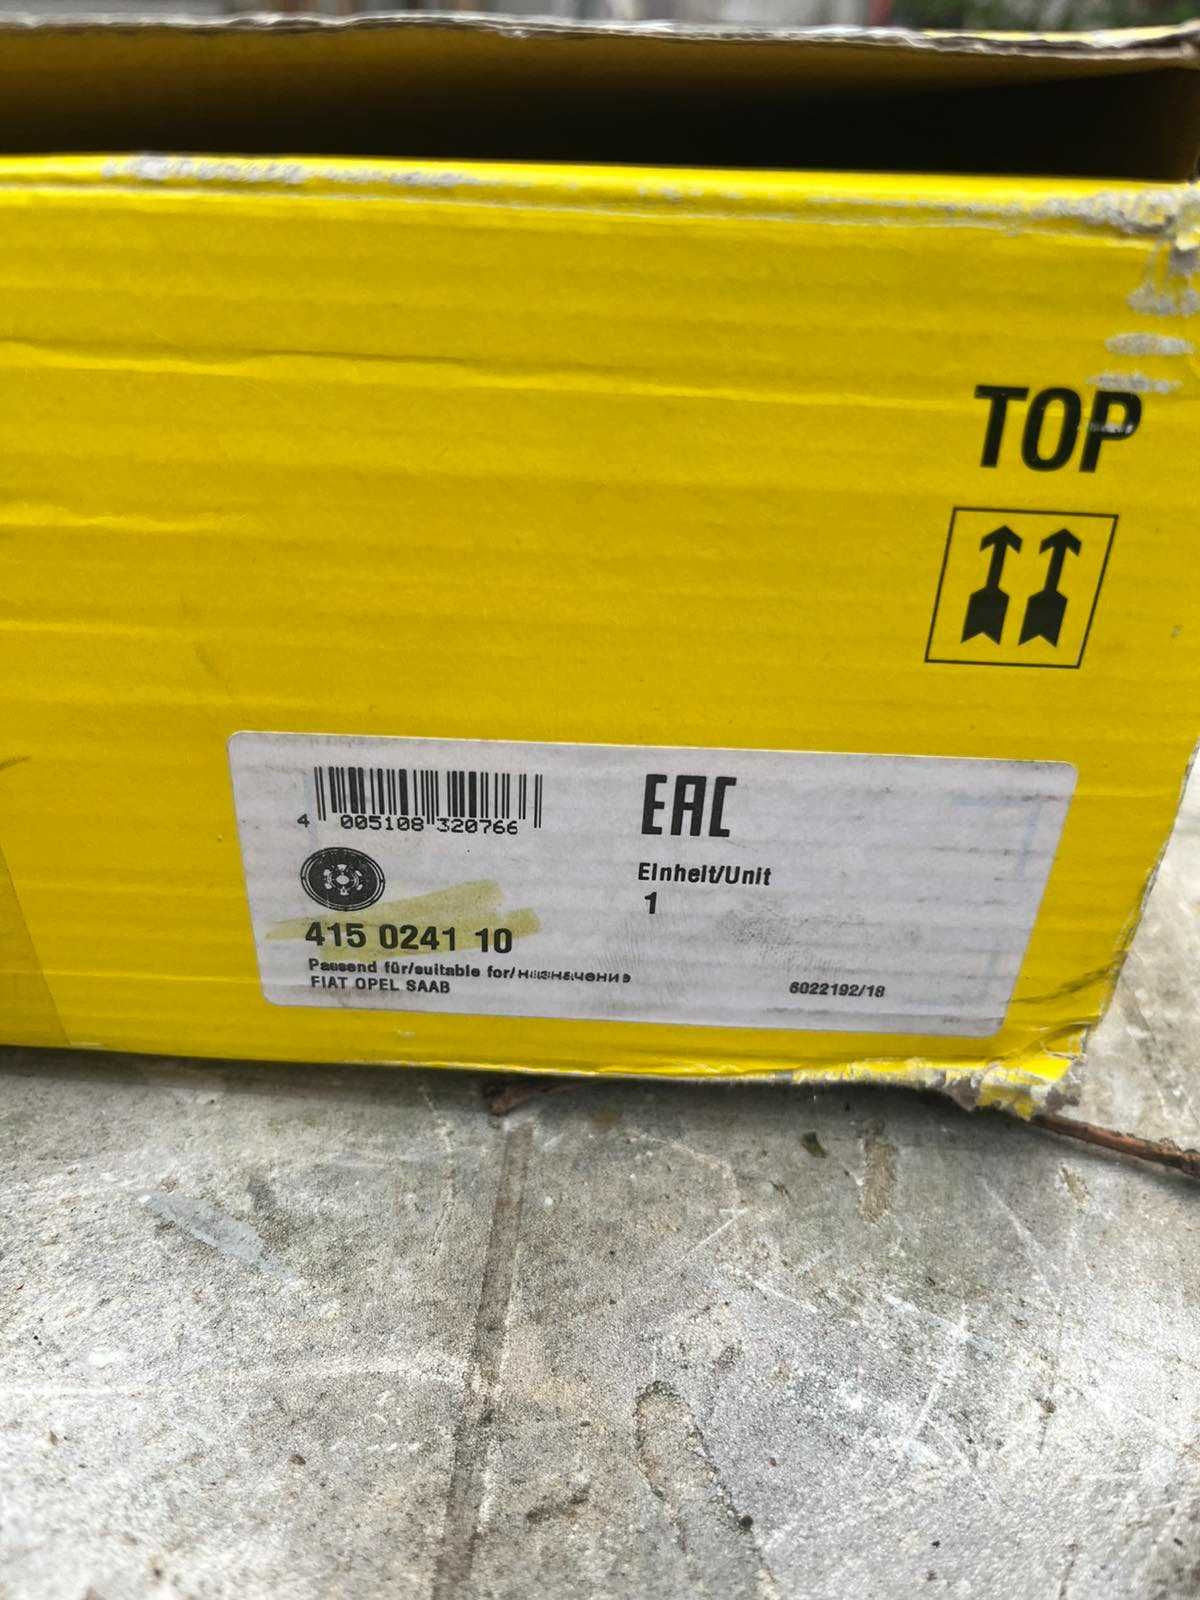 TOP
4 005108 320766
EAC
Einheit/Unit
1
415 0241 10
Passend für/suitable for/назначение
FIAT OPEL SAAB
6022192/18